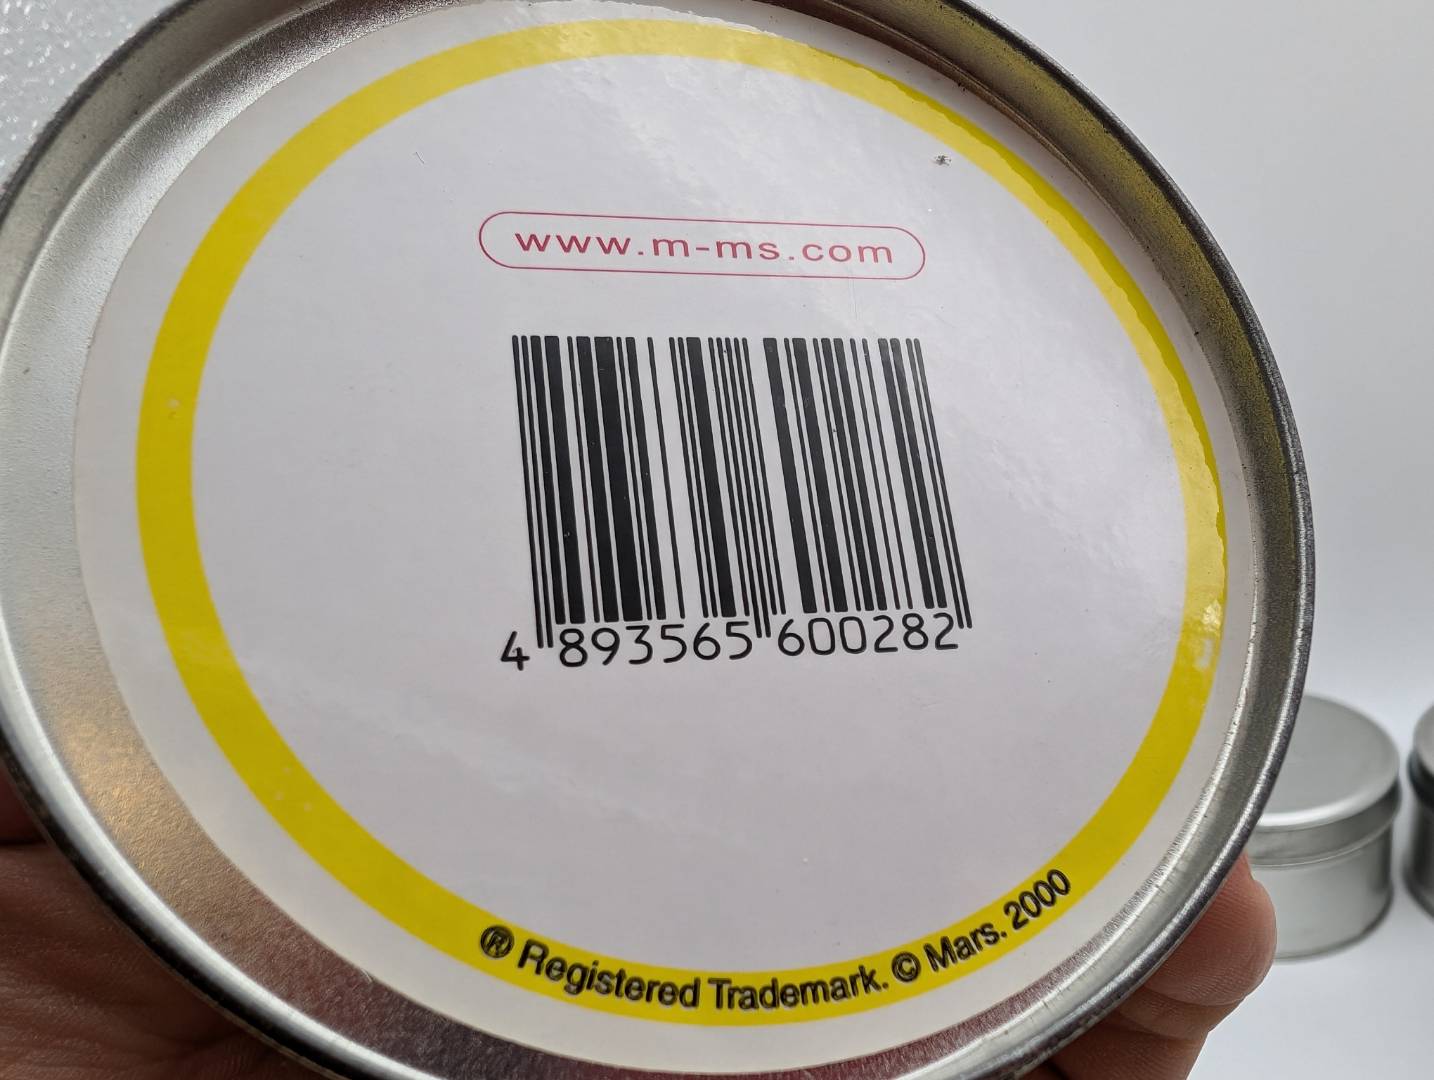 www.m-ms.com
4 893565 600282
® Registered Trademark. © Mars. 2000